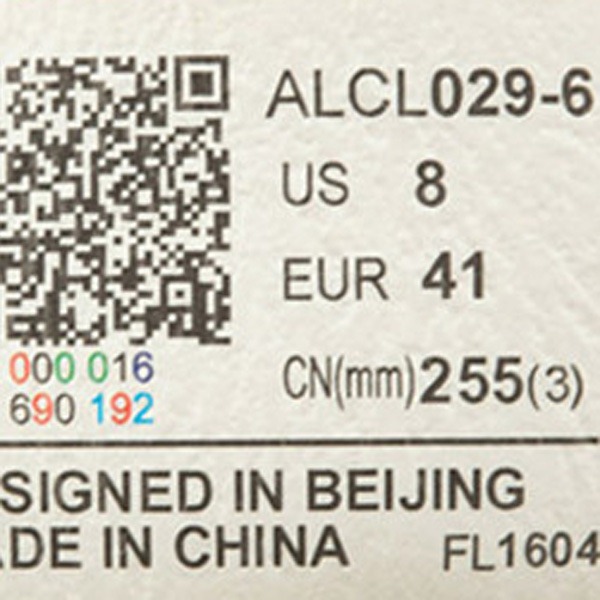 ALCL029-6
US 8
EUR 41
CN(mm)255(3)
000 016
690 192
SIGNED IN BEIJING
ADE IN CHINA FL1604